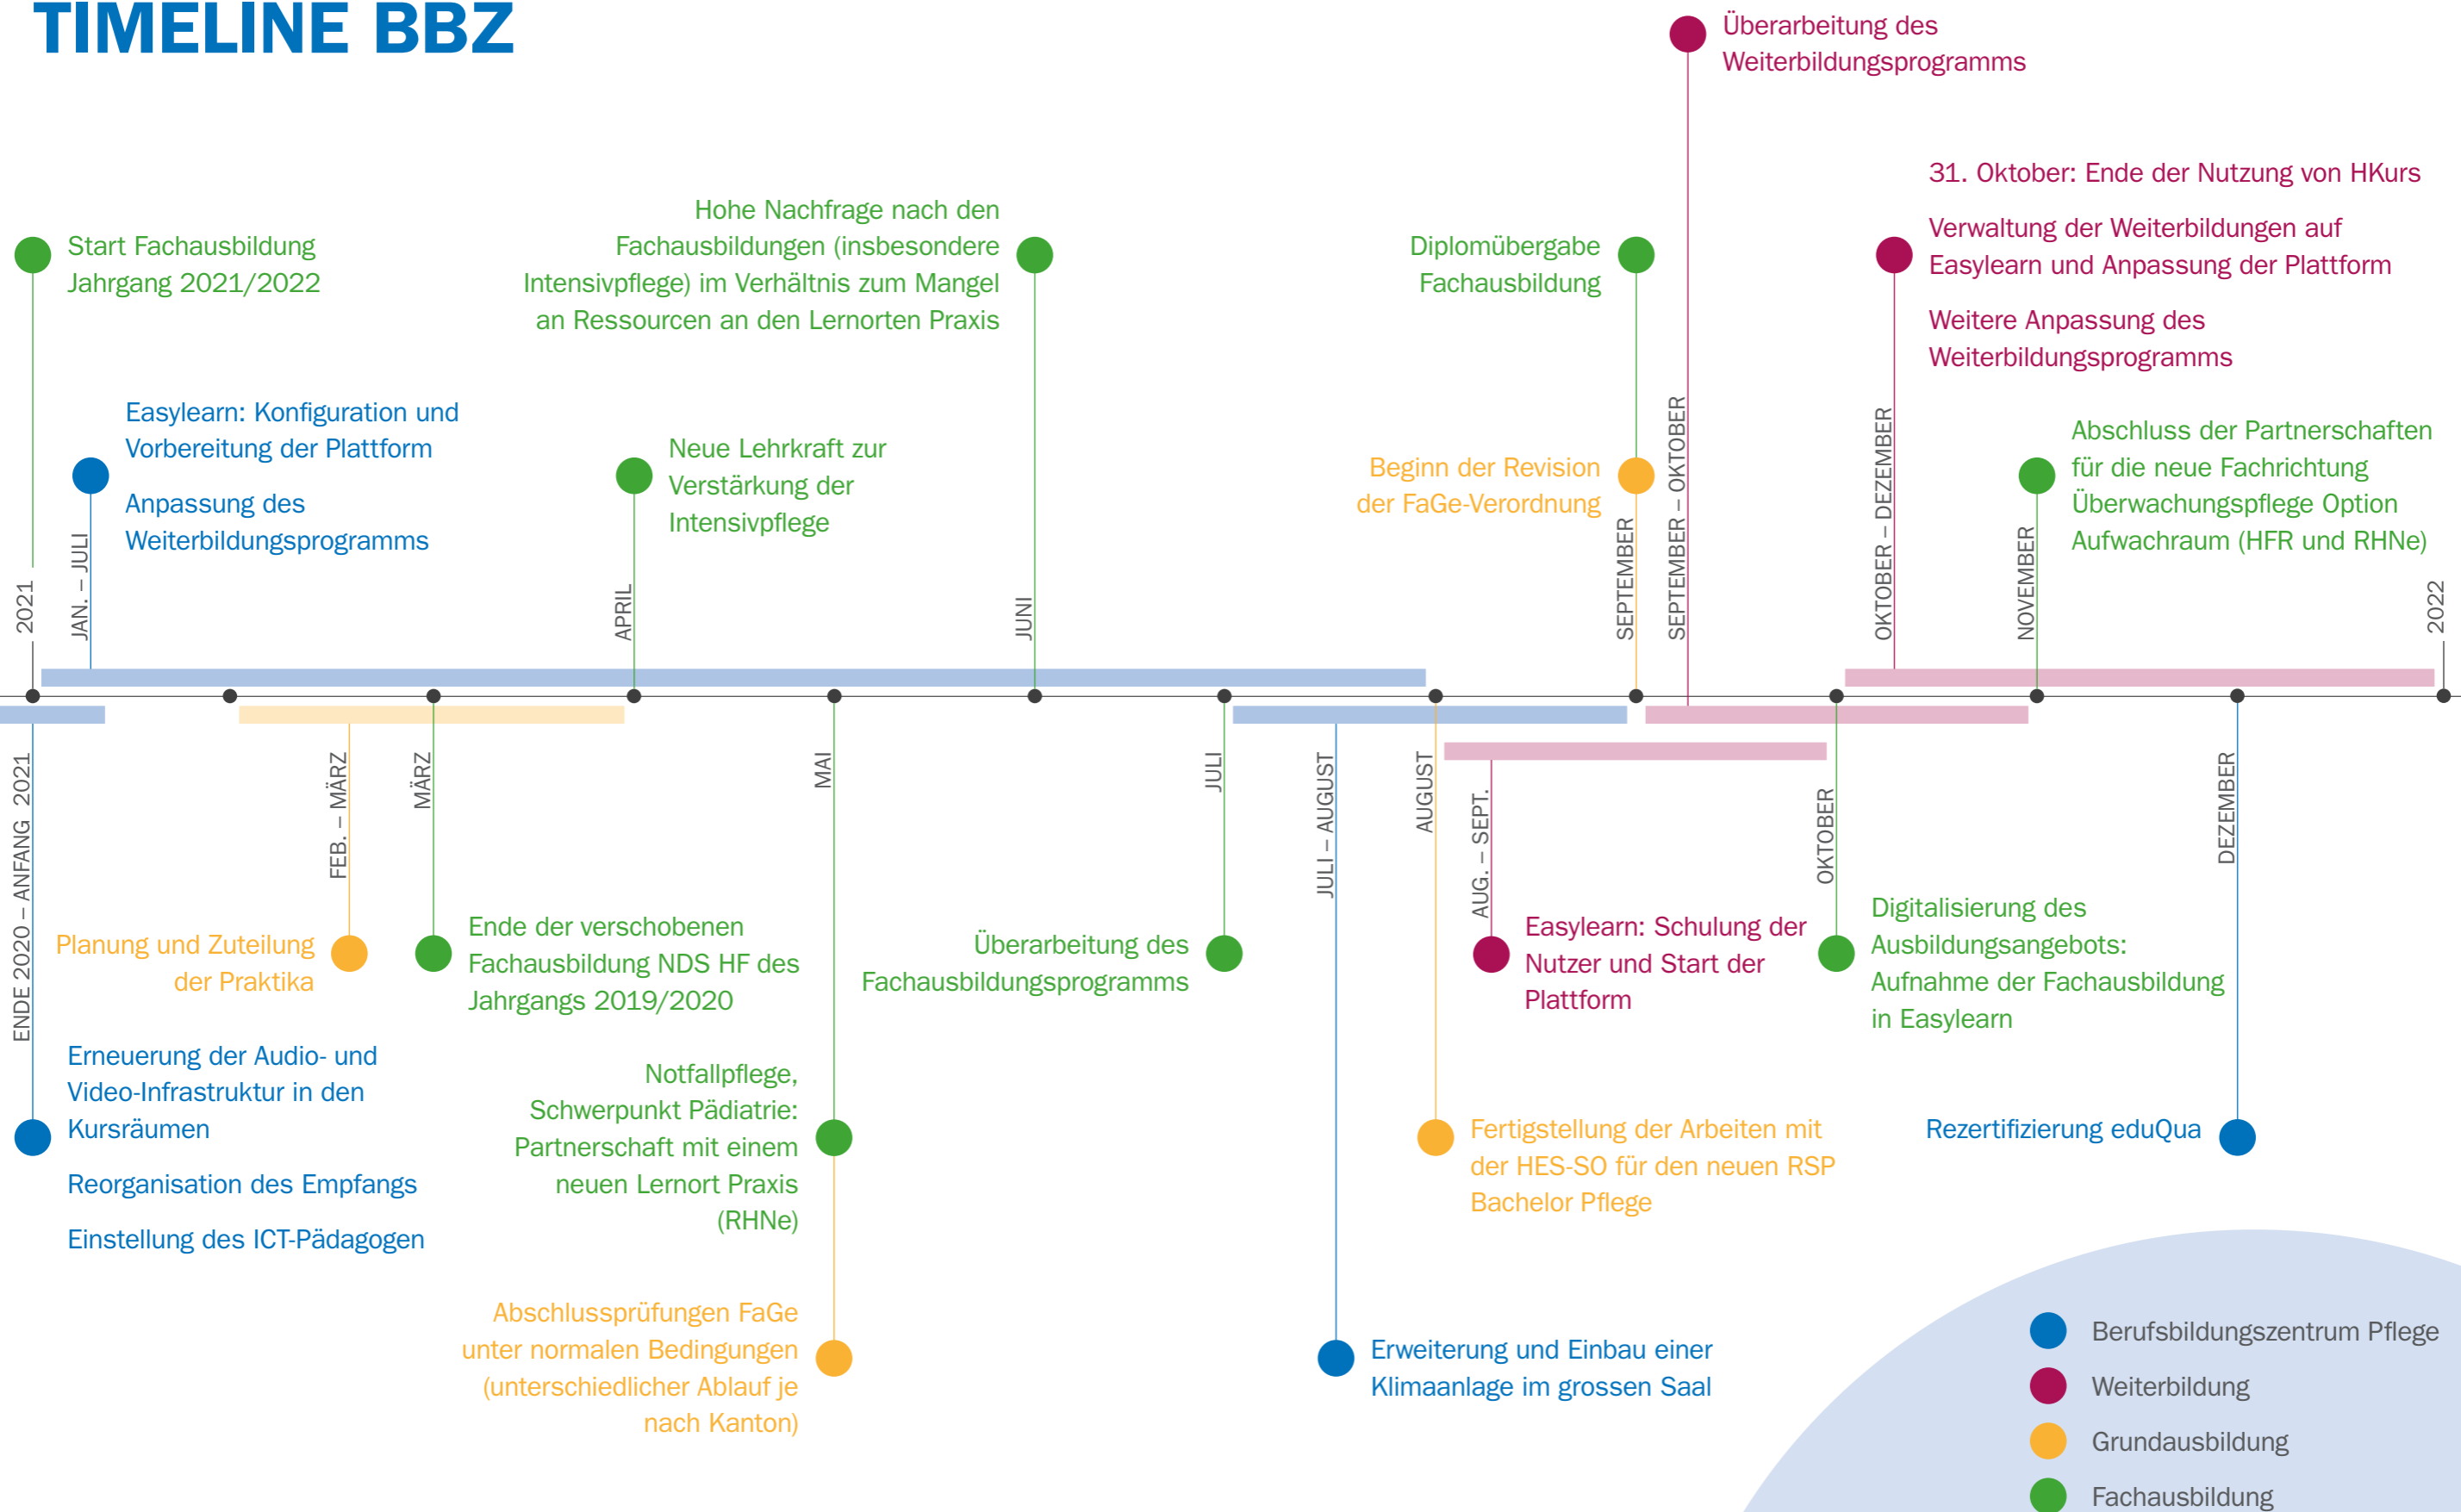 TIMELINE BBZ
Überarbeitung des
Weiterbildungsprogramms
31. Oktober: Ende der Nutzung von HKurs
Verwaltung der Weiterbildungen auf
Easylearn und Anpassung der Plattform
Weitere Anpassung des
Weiterbildungsprogramms
Start Fachausbildung
Jahrgang 2021/2022
Hohe Nachfrage nach den
Fachausbildungen (insbesondere
Intensivpflege) im Verhältnis zum Mangel
an Ressourcen an den Lernorten Praxis
Diplomübergabe
Fachausbildung
Easylearn: Konfiguration und
Vorbereitung der Plattform
Anpassung des
Weiterbildungsprogramms
Neue Lehrkraft zur
Verstärkung der
Intensivpflege
Beginn der Revision
der FaGe-Verordnung
Abschluss der Partnerschaften
für die neue Fachrichtung
Überwachungspflege Option
Aufwachraum (HFR und RHNe)
2021
JAN. – JULI
APRIL
JUNI
SEPTEMBER
SEPTEMBER – OKTOBER
OKTOBER – DEZEMBER
NOVEMBER
2022
ENDE 2020 – ANFANG 2021
FEB. – MÄRZ
MÄRZ
MAI
JULI
JULI – AUGUST
AUGUST
AUG. – SEPT.
OKTOBER
DEZEMBER
Planung und Zuteilung
der Praktika
Ende der verschobenen
Fachausbildung NDS HF des
Jahrgangs 2019/2020
Überarbeitung des
Fachausbildungsprogramms
Easylearn: Schulung der
Nutzer und Start der
Plattform
Digitalisierung des
Ausbildungsangebots:
Aufnahme der Fachausbildung
in Easylearn
Erneuerung der Audio- und
Video-Infrastruktur in den
Kursräumen
Reorganisation des Empfangs
Einstellung des ICT-Pädagogen
Notfallpflege,
Schwerpunkt Pädiatrie:
Partnerschaft mit einem
neuen Lernort Praxis
(RHNe)
Fertigstellung der Arbeiten mit
der HES-SO für den neuen RSP
Bachelor Pflege
Rezertifizierung eduQua
Abschlussprüfungen FaGe
unter normalen Bedingungen
(unterschiedlicher Ablauf je
nach Kanton)
Erweiterung und Einbau einer
Klimaanlage im grossen Saal
Berufsbildungszentrum Pflege
Weiterbildung
Grundausbildung
Fachausbildung